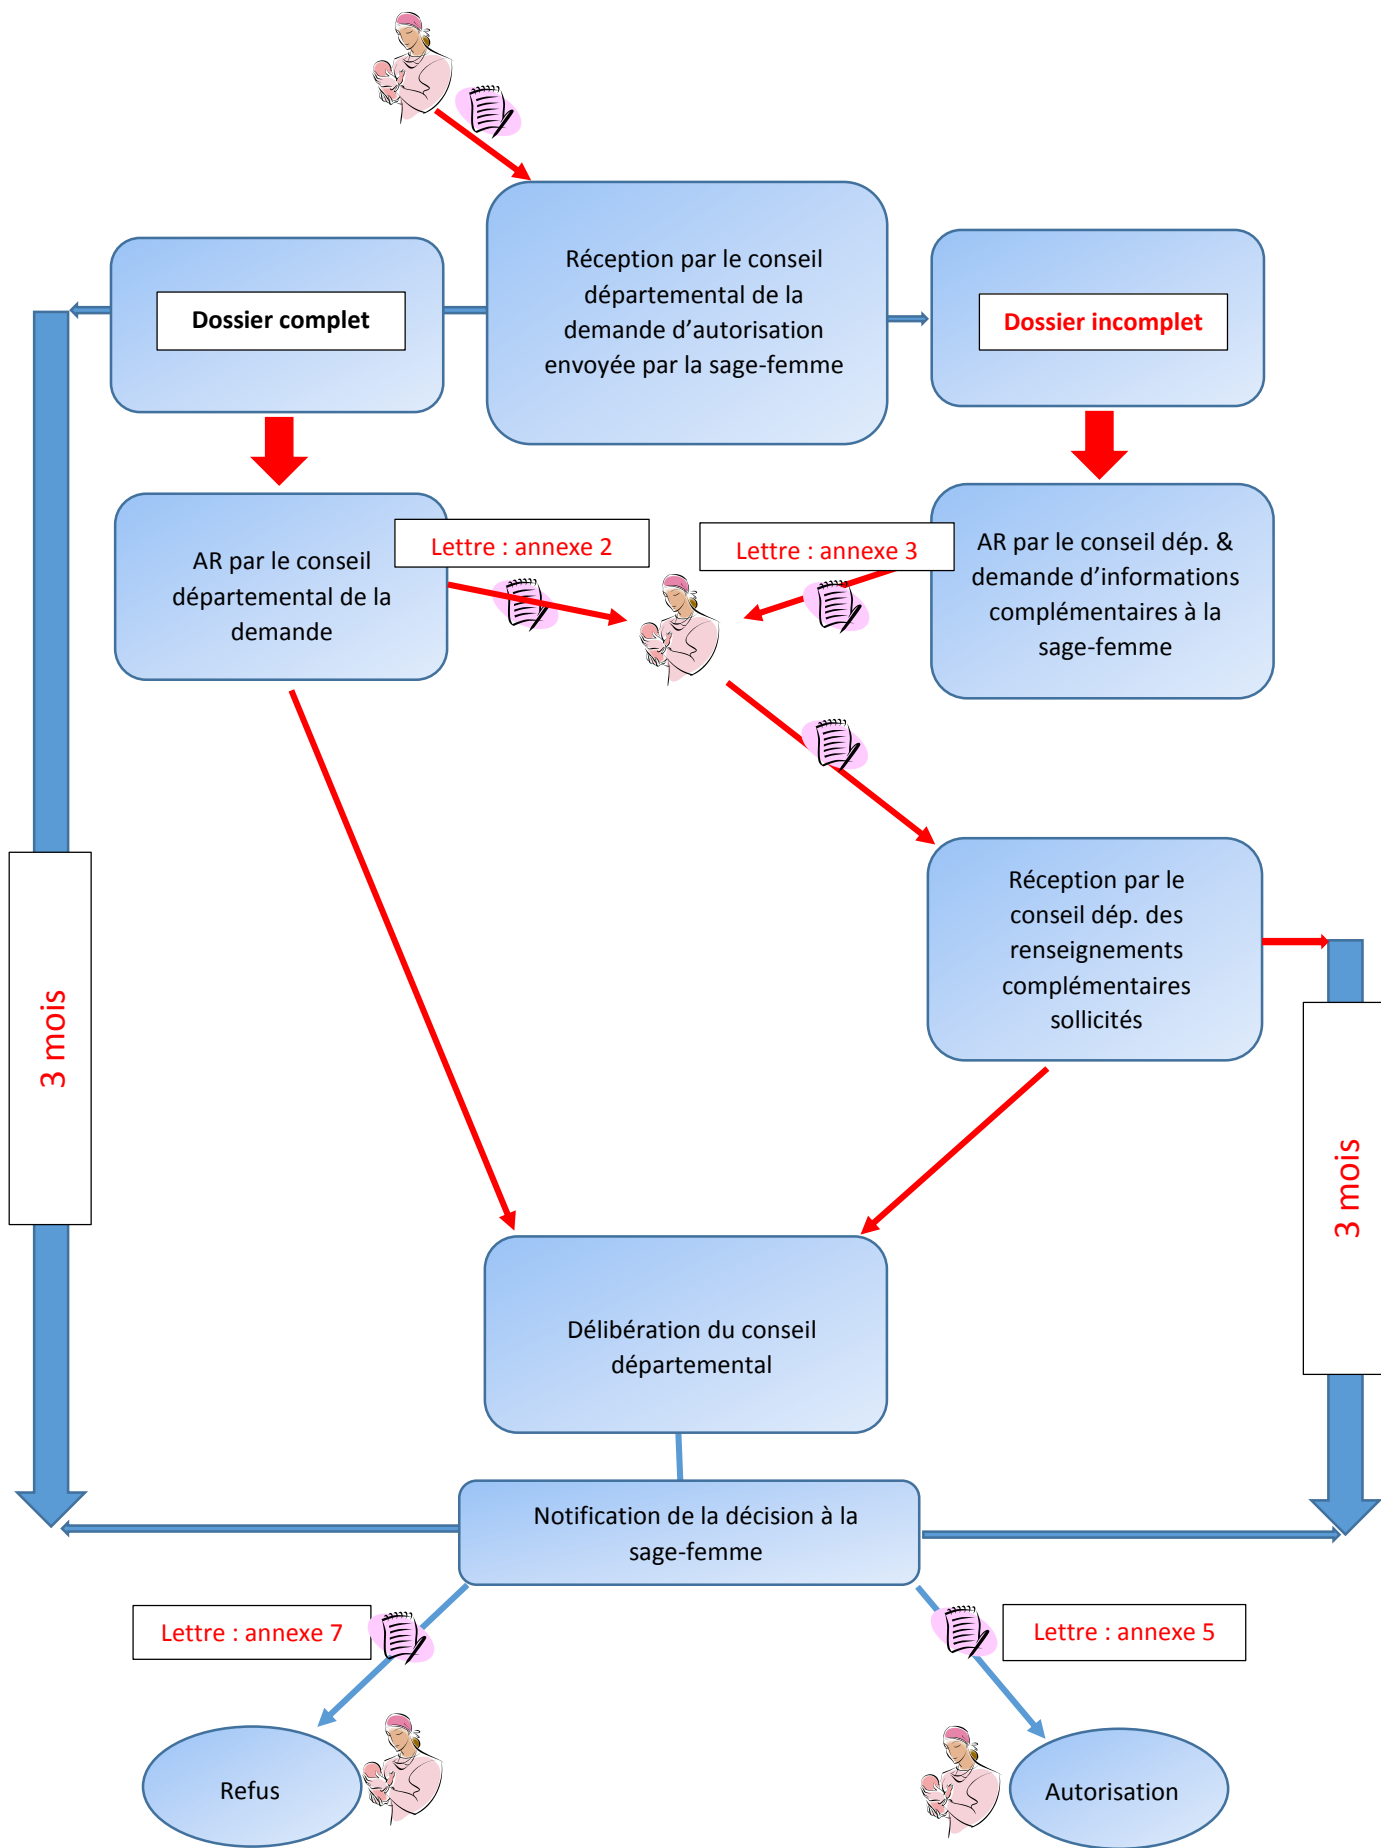 Réception par le conseil
départemental de la
demande d’autorisation
envoyée par la sage-femme
Dossier complet
Dossier incomplet
AR par le conseil
départemental de la
demande
Lettre : annexe 2
Lettre : annexe 3
AR par le conseil dép. &
demande d’informations
complémentaires à la
sage-femme
Réception par le
conseil dép. des
renseignements
complémentaires
sollicités
3 mois
3 mois
Délibération du conseil
départemental
Notification de la décision à la
sage-femme
Lettre : annexe 7
Lettre : annexe 5
Refus
Autorisation